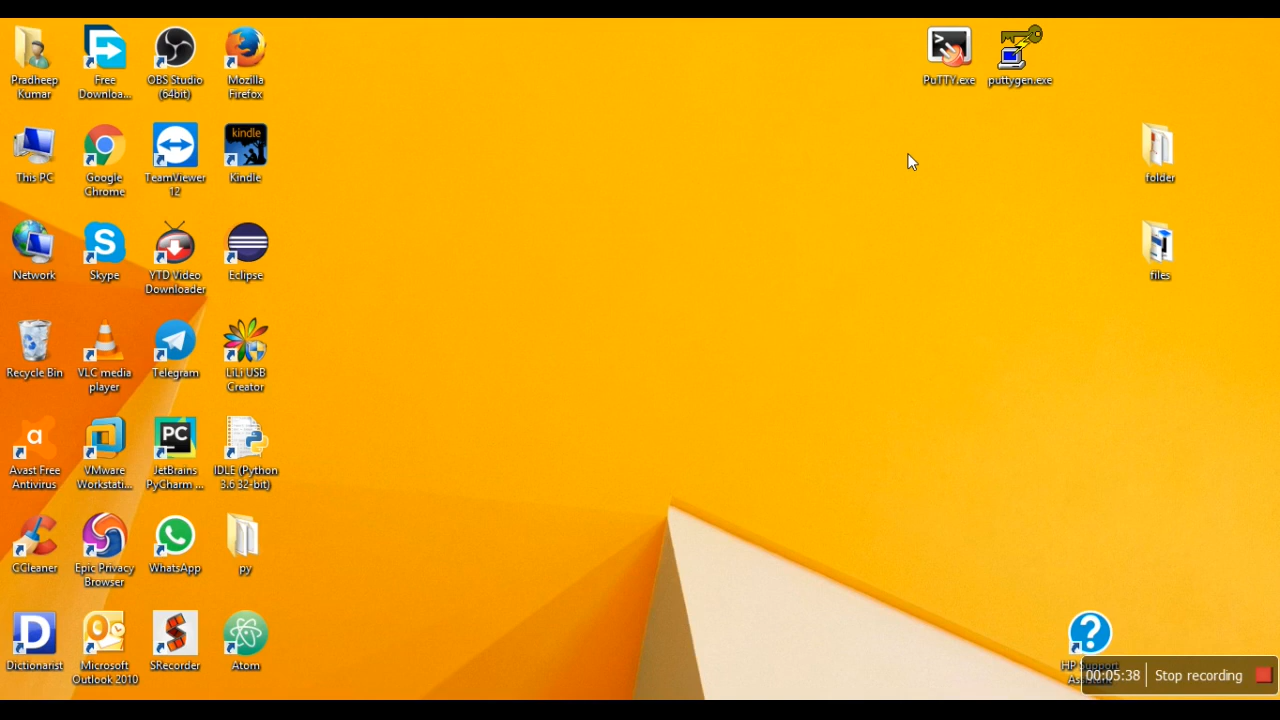 Pradheep
Kumar
Free
Downloa...
OBS Studio
(64bit)
Mozilla
Firefox
PuTTY.exe
puttygen.exe
This PC
Google
Chrome
TeamViewer
12
kindle
Kindle
folder
Network
S
Skype
YTD Video
Downloader
Eclipse
files
Recycle Bin
VLC media
player
Telegram
LiLi USB
Creator
a
Avast Free
Antivirus
VMware
Workstati...
PC
JetBrains
PyCharm ...
IDLE (Python
3.6 32-bit)
CCleaner
Epic Privacy
Browser
WhatsApp
py
D
Dictionarist
Microsoft
Outlook 2010
SRecorder
Atom
?
HP Support
00:05:38 Stop recording